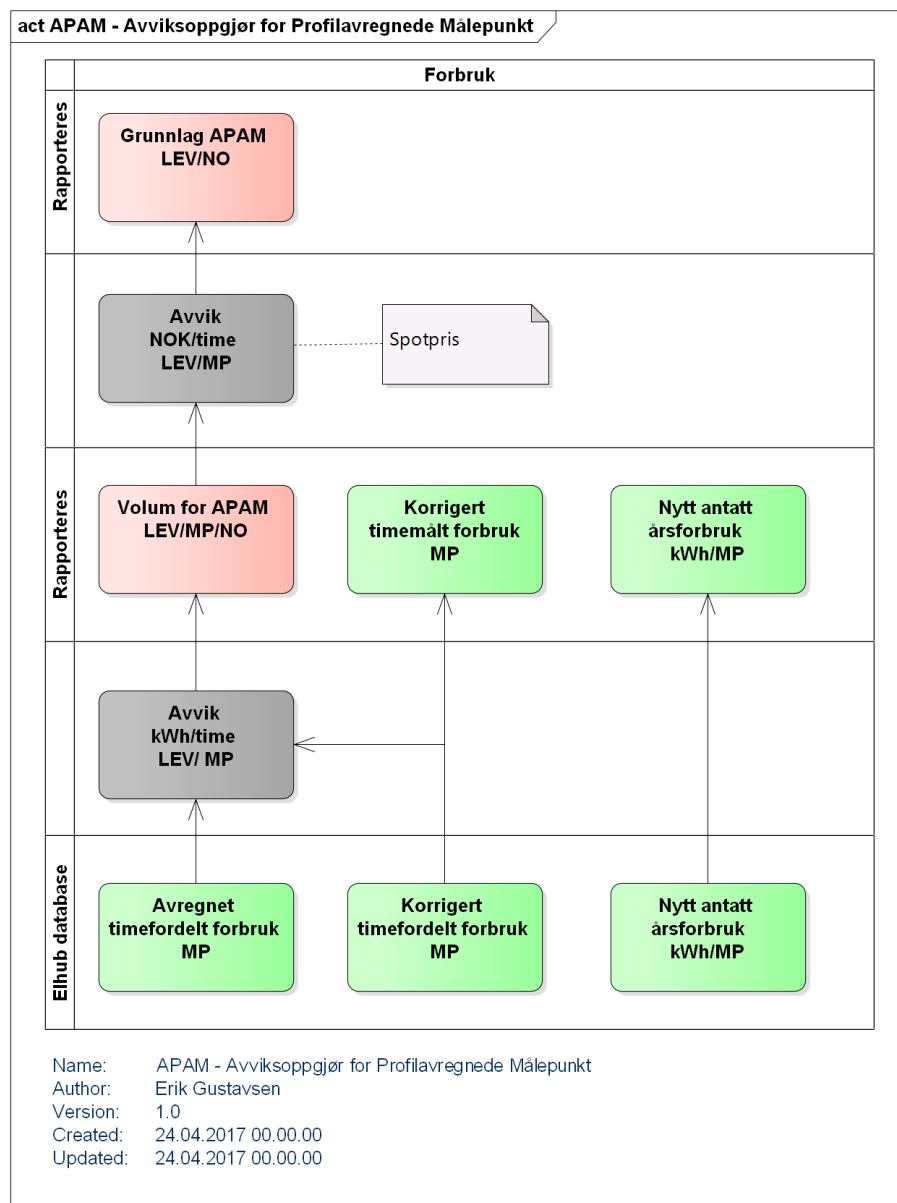 act APAM - Avviksoppgjør for Profilavregnede Målepunkt
Forbruk
Rapporteres
Grunnlag APAM
LEV/NO
Avvik
NOK/time
LEV/MP
Spotpris
Rapporteres
Volum for APAM
LEV/MP/NO
Korrigert
timemålt forbruk
MP
Nytt antatt
årsforbruk
kWh/MP
Avvik
kWh/time
LEV/ MP
Elhub database
Avregnet
timefordelt forbruk
MP
Korrigert
timefordelt forbruk
MP
Nytt antatt
årsforbruk
kWh/MP
Name: APAM - Avviksoppgjør for Profilavregnede Målepunkt
Author: Erik Gustavsen
Version: 1.0
Created: 24.04.2017 00.00.00
Updated: 24.04.2017 00.00.00